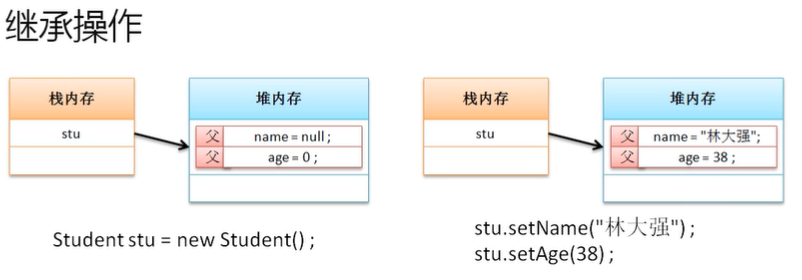 继承操作
栈内存
堆内存
stu
父 name = null ;
父 age = 0 ;
Student stu = new Student() ;
栈内存
堆内存
stu
父 name = "林大强";
父 age = 38 ;
stu.setName("林大强") ;
stu.setAge(38) ;